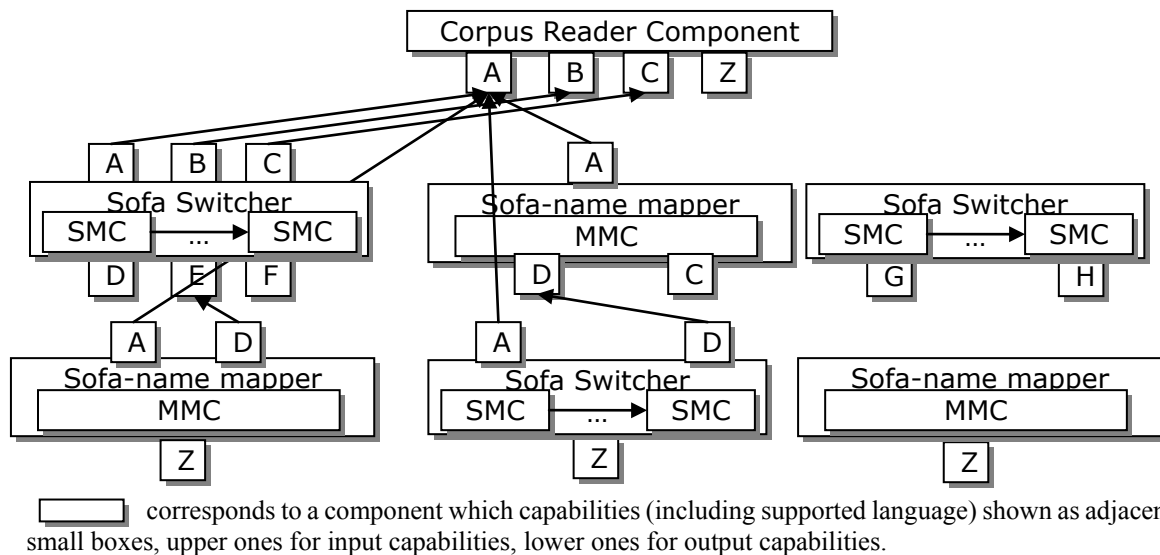 Corpus Reader Component
A B C Z
A B C A
Sofa Switcher Sofa-name mapper Sofa Switcher
SMC ... SMC MMC SMC ... SMC
D E F D C G H
A D A D
Sofa-name mapper Sofa Switcher Sofa-name mapper
MMC SMC ... SMC MMC
Z Z Z
corresponds to a component which capabilities (including supported language) shown as adjacen
small boxes, upper ones for input capabilities, lower ones for output capabilities.